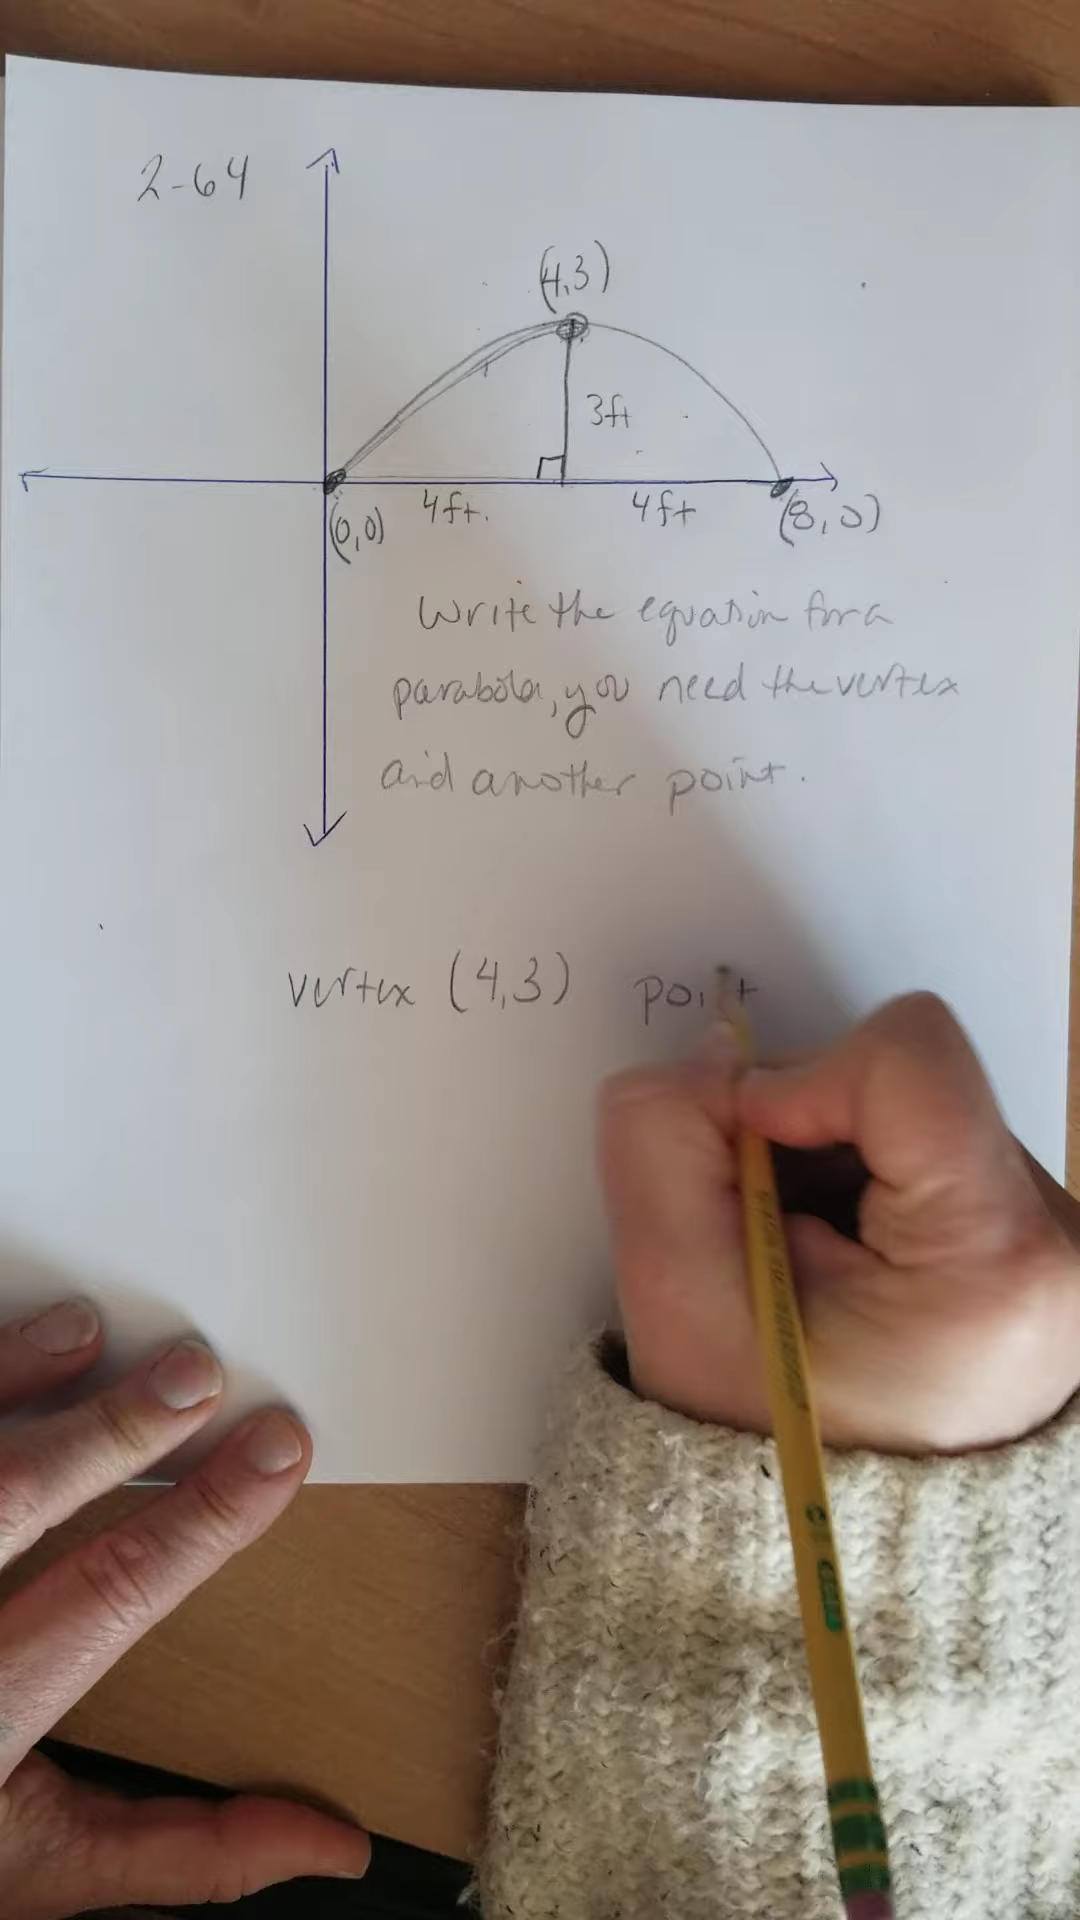 2-64
(4,3)
3ft
4ft.
4ft
(0,0)
(8,0)
Write the equation for a
parabola, you need the vertex
and another point.
vertex (4,3) point